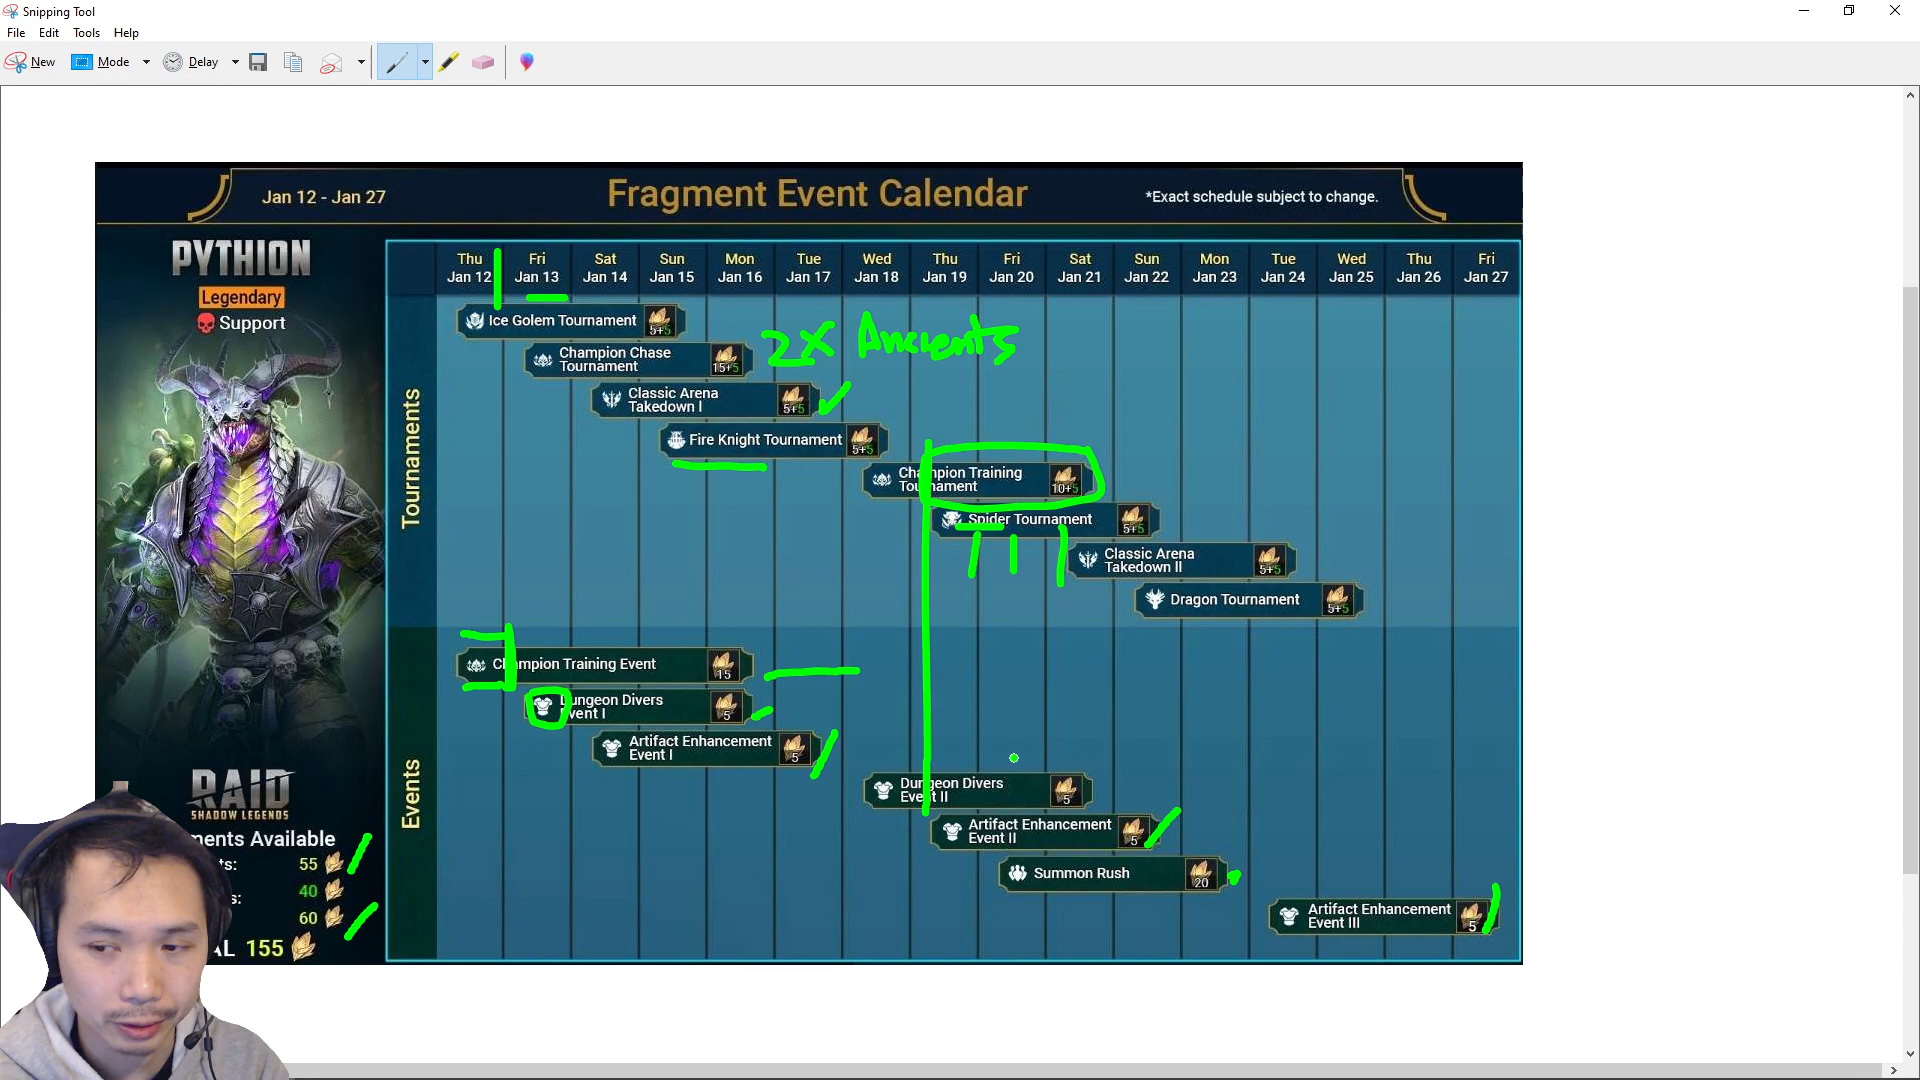 Snipping Tool
File Edit Tools Help
New Mode Delay
Jan 12 - Jan 27
Fragment Event Calendar
*Exact schedule subject to change.
PYTHION
Legendary
Support
Thu Fri Sat Sun Mon Tue Wed Thu Fri Sat Sun Mon Tue Wed Thu Fri
Jan 12 Jan 13 Jan 14 Jan 15 Jan 16 Jan 17 Jan 18 Jan 19 Jan 20 Jan 21 Jan 22 Jan 23 Jan 24 Jan 25 Jan 26 Jan 27
Tournaments
Ice Golem Tournament 5+5
Champion Chase
Tournament 15+5
2x Ancients
Classic Arena
Takedown I 5+5
Fire Knight Tournament 5+5
Champion Training
Tournament 10+5
Spider Tournament 5+5
Classic Arena
Takedown II 5+5
Dragon Tournament 5+5
Events
Champion Training Event 15
Dungeon Divers
Event I 5
Artifact Enhancement
Event I 5
Dungeon Divers
Event II 5
Artifact Enhancement
Event II 5
Summon Rush 20
Artifact Enhancement
Event III 5
RAID
SHADOW LEGENDS
Available
55
40
60
155